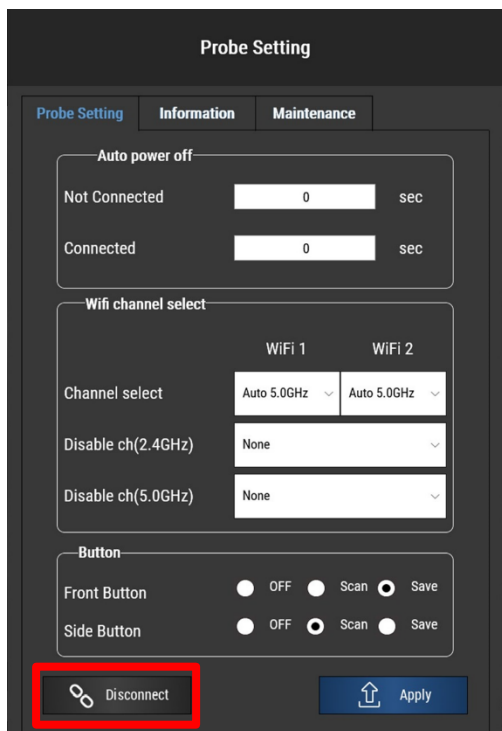 Probe Setting
Probe Setting Information Maintenance
Auto power off
Not Connected 0 sec
Connected 0 sec
Wifi channel select
WiFi 1 WiFi 2
Channel select Auto 5.0GHz Auto 5.0GHz
Disable ch(2.4GHz) None
Disable ch(5.0GHz) None
Button
Front Button OFF Scan Save
Side Button OFF Scan Save
Disconnect Apply